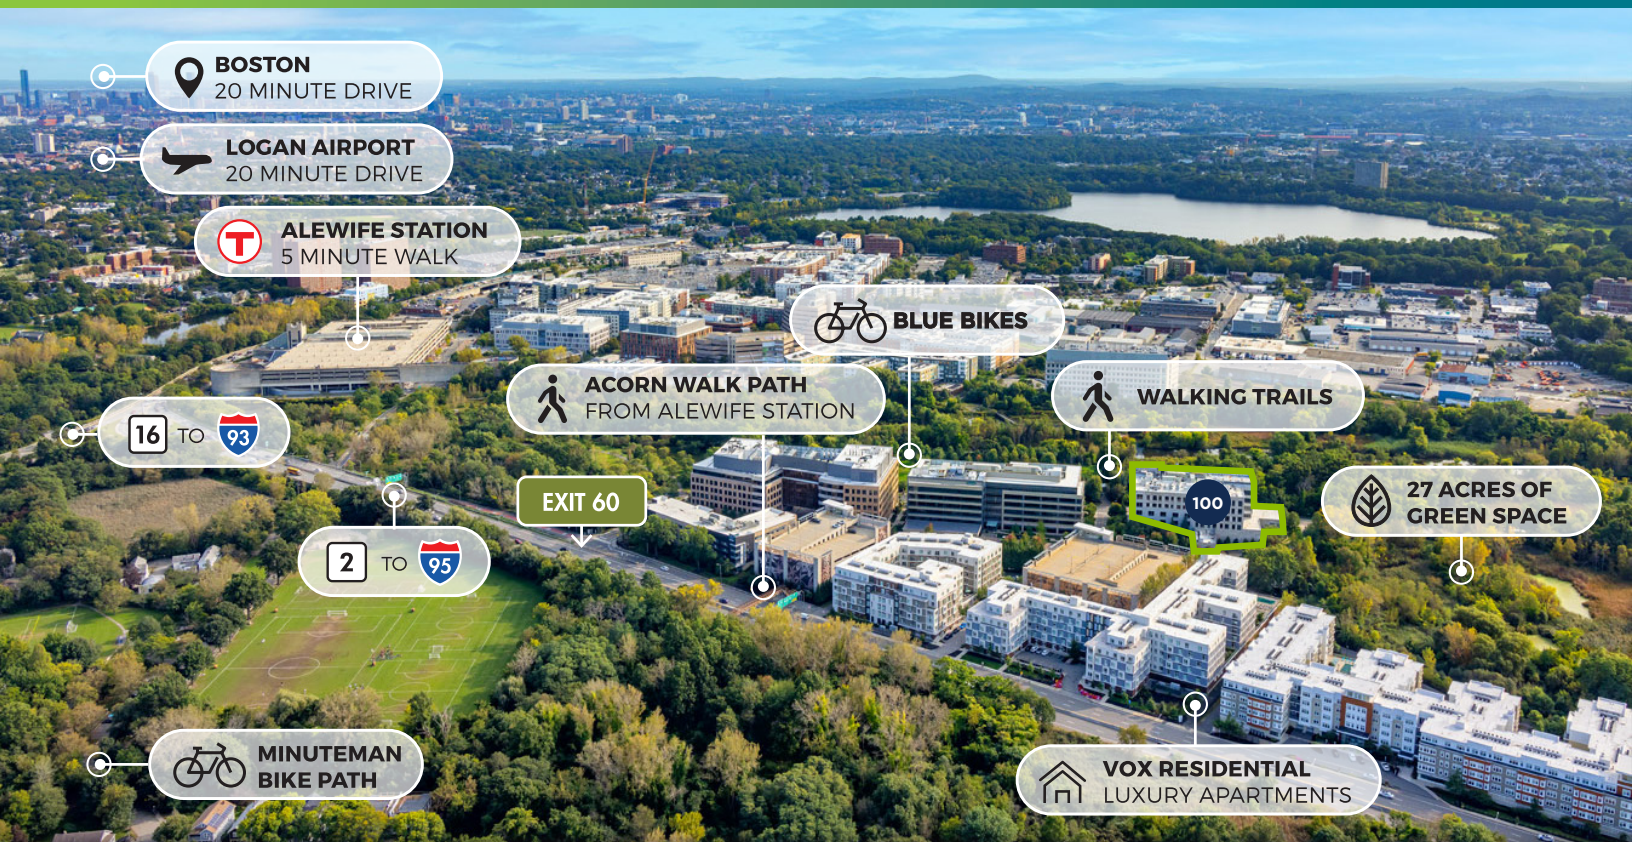 BOSTON
20 MINUTE DRIVE
LOGAN AIRPORT
20 MINUTE DRIVE
T
ALEWIFE STATION
5 MINUTE WALK
BLUE BIKES
ACORN WALK PATH
FROM ALEWIFE STATION
WALKING TRAILS
16 TO 93
EXIT 60
100
27 ACRES OF
GREEN SPACE
2 TO 95
MINUTEMAN
BIKE PATH
VOX RESIDENTIAL
LUXURY APARTMENTS